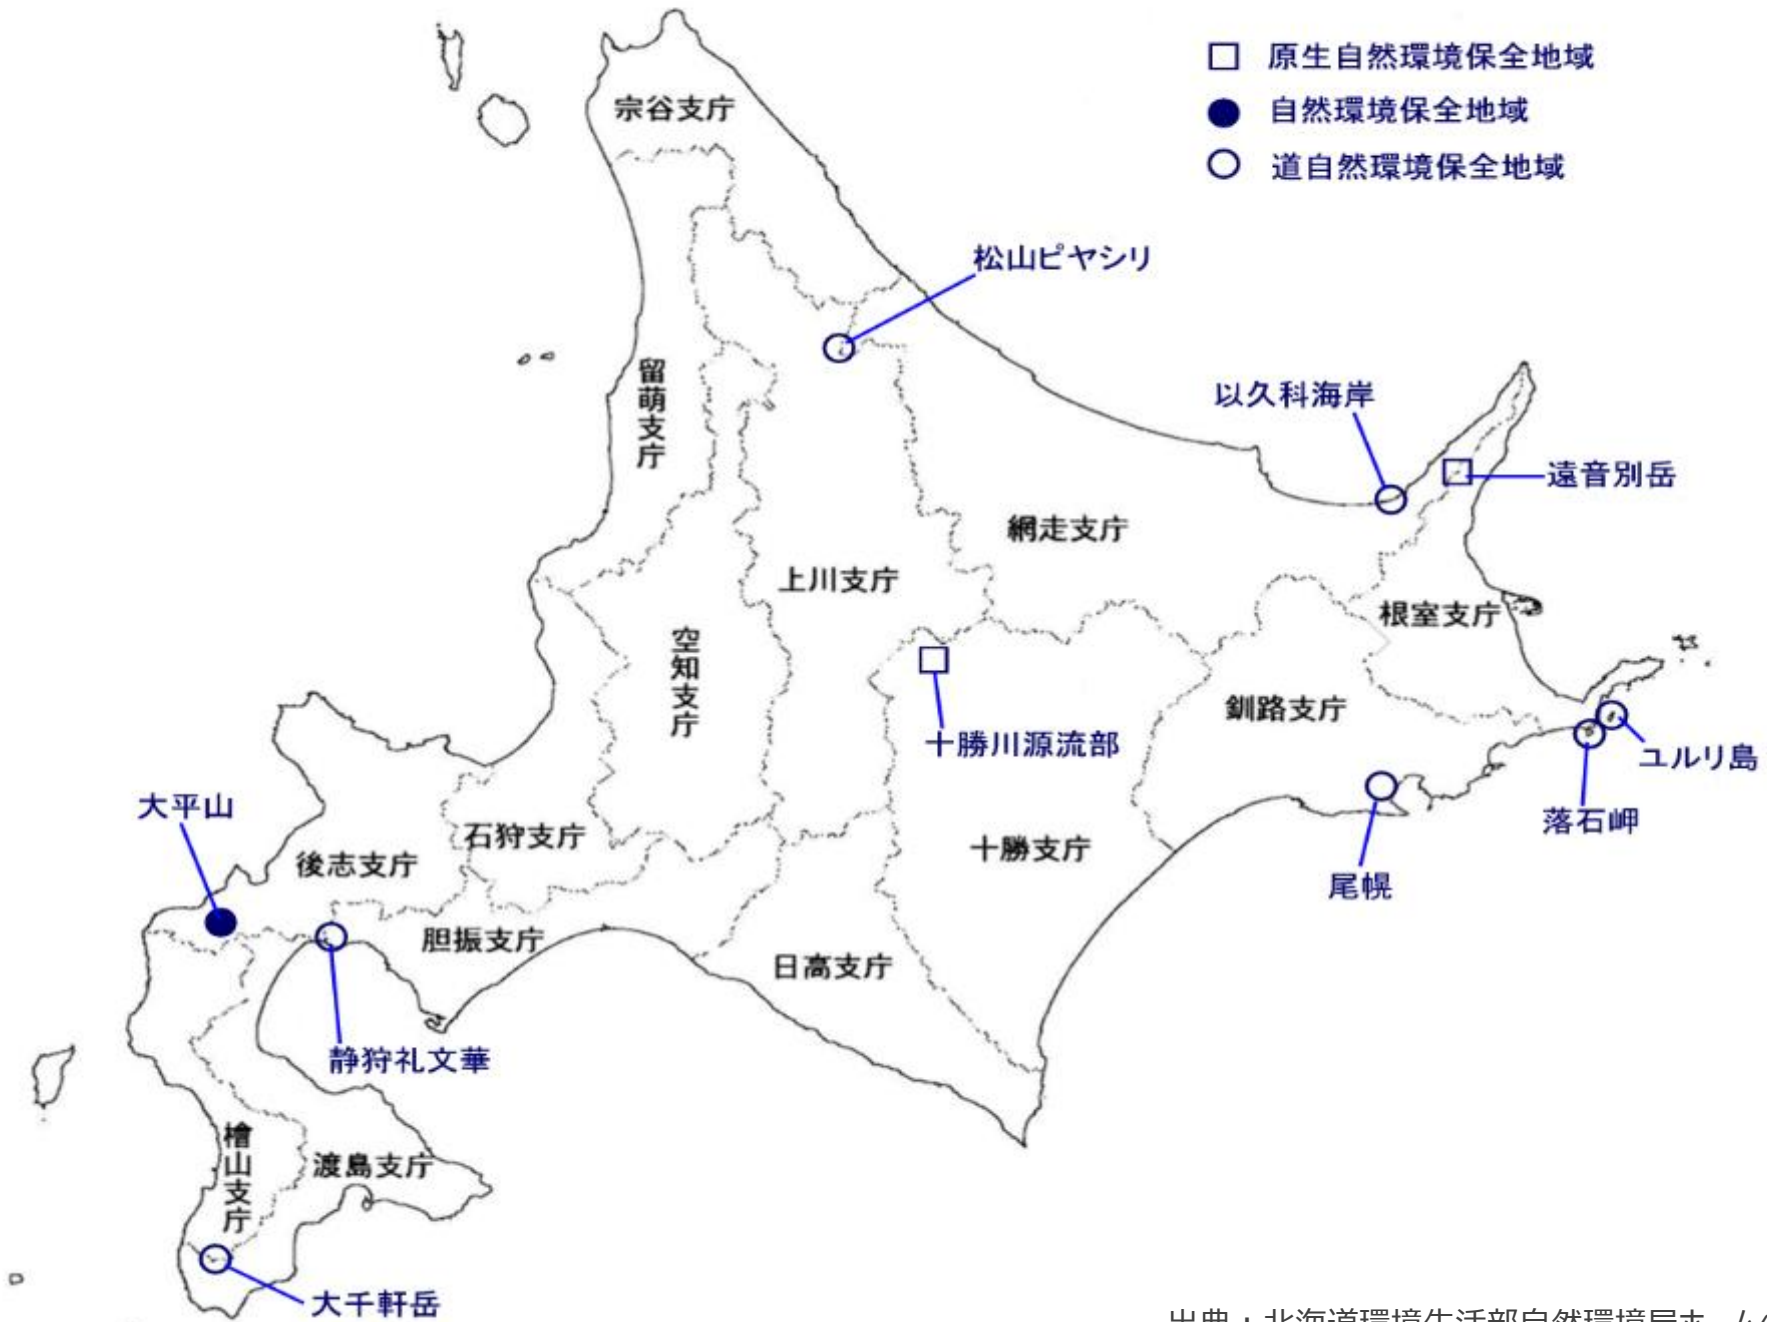 原生自然環境保全地域
自然環境保全地域
道自然環境保全地域
宗谷支庁
松山ピヤシリ
留萌支庁
以久科海岸
遠音別岳
網走支庁
上川支庁
根室支庁
空知支庁
釧路支庁
十勝川源流部
ユルリ島
大平山
落石岬
石狩支庁
後志支庁
十勝支庁
尾幌
胆振支庁
日高支庁
静狩礼文華
檜山支庁
渡島支庁
大千軒岳